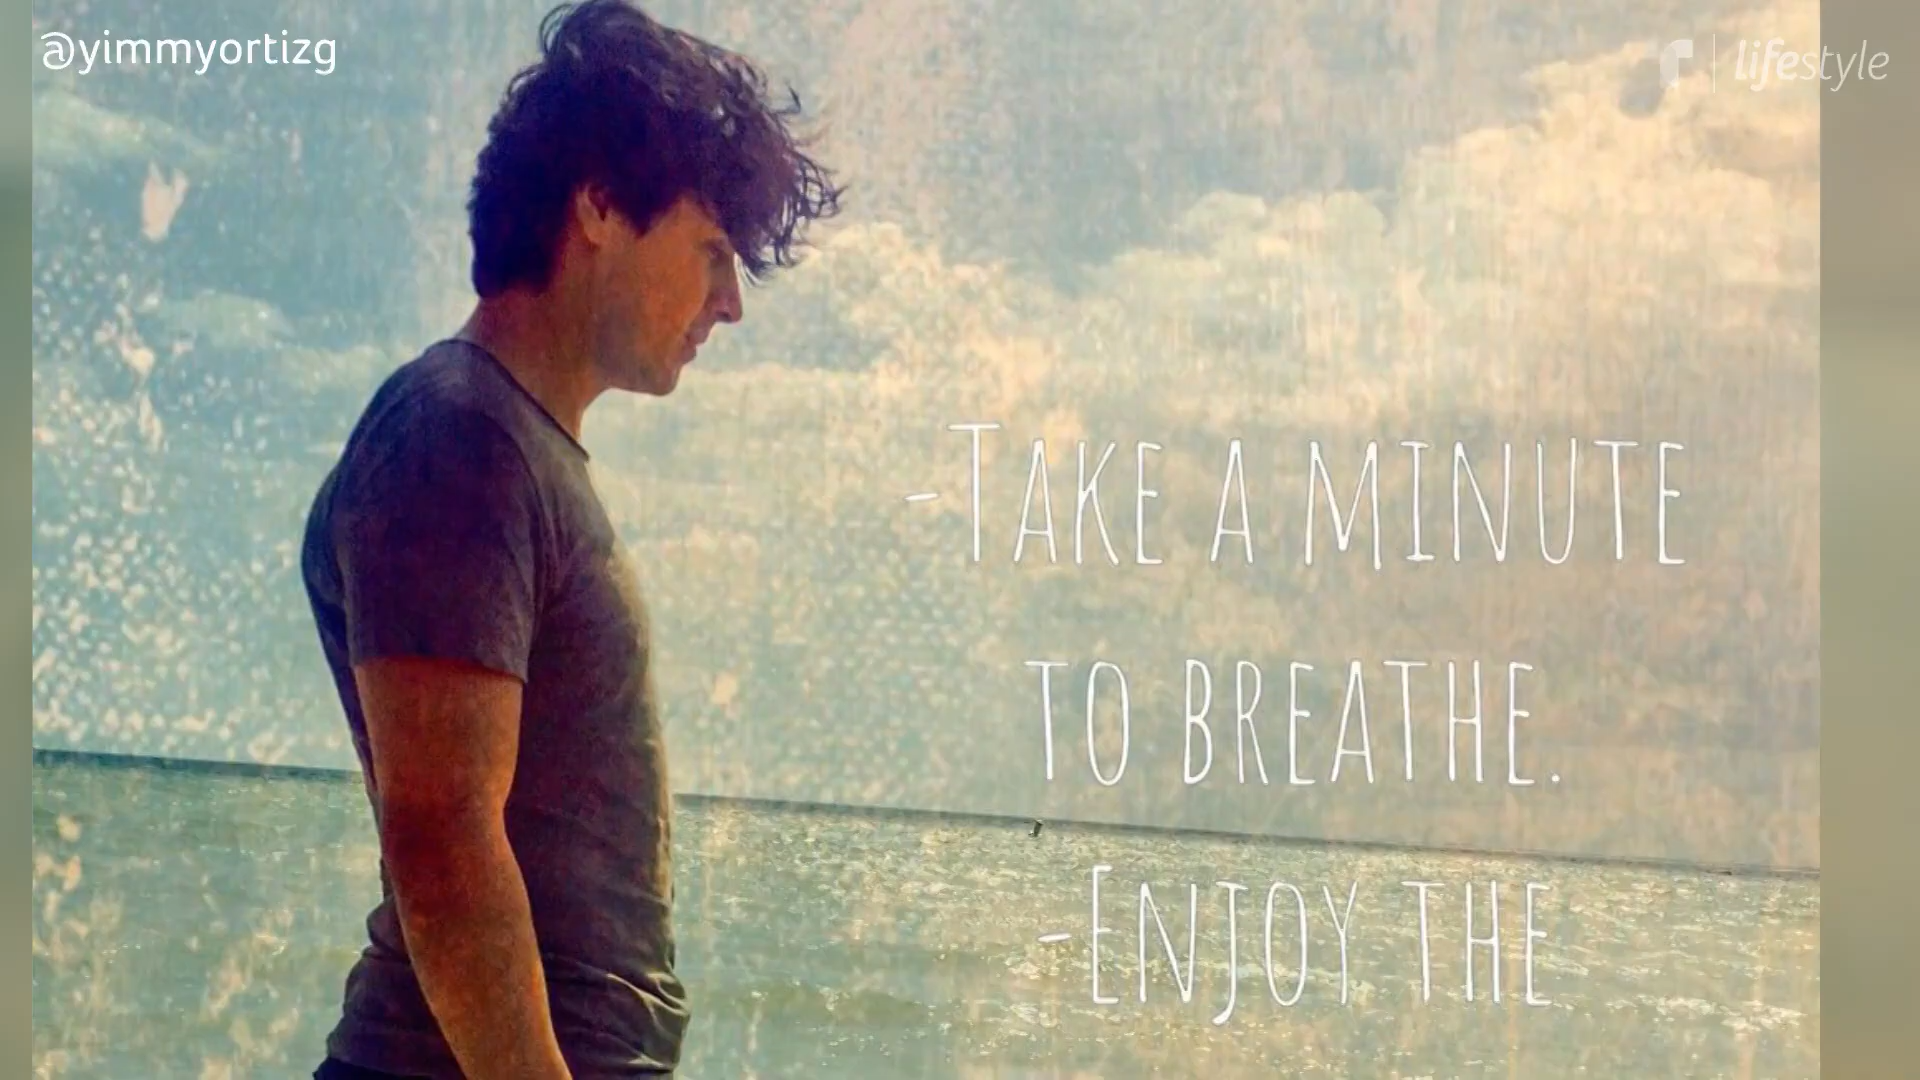 @yimmyortizg
lifestyle
-TAKE A MINUTE
TO BREATHE.
-ENJOY THE